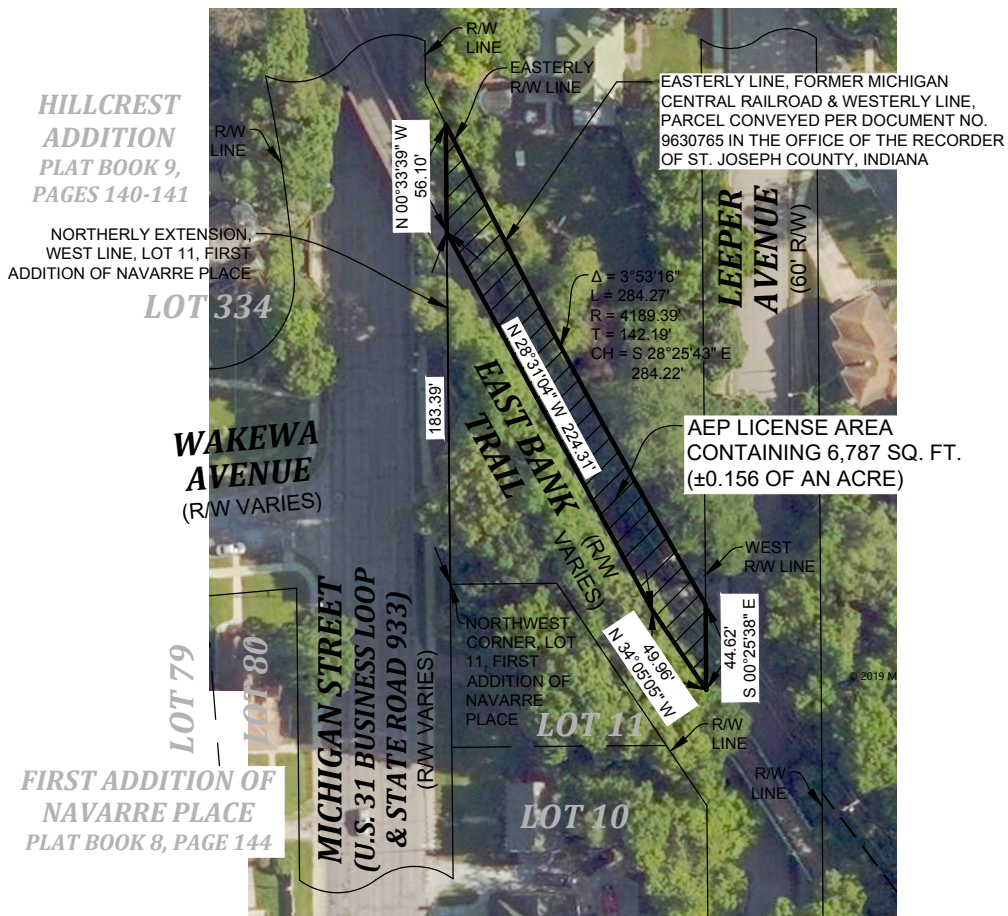 R/W
LINE
EASTERLY
R/W LINE
EASTERLY LINE, FORMER MICHIGAN
CENTRAL RAILROAD & WESTERLY LINE,
PARCEL CONVEYED PER DOCUMENT NO.
9630765 IN THE OFFICE OF THE RECORDER
OF ST. JOSEPH COUNTY, INDIANA
HILLCREST
ADDITION
PLAT BOOK 9,
PAGES 140-141
R/W
LINE
N 00°33'39" W
56.10'
NORTHERLY EXTENSION,
WEST LINE, LOT 11, FIRST
ADDITION OF NAVARRE PLACE
LOT 334
LEEPER
AVENUE
(60' R/W)
Δ = 3°53'16"
L = 284.27'
R = 4189.39'
T = 142.19'
CH = S 28°25'43" E
284.22'
N 28°31'04" W 224.31'
EAST BANK
TRAIL
(R/W
VARIES)
183.39'
WAKEWA
AVENUE
(R/W VARIES)
AEP LICENSE AREA
CONTAINING 6,787 SQ. FT.
(±0.156 OF AN ACRE)
WEST
R/W LINE
44.62'
S 00°25'38" E
49.96'
N 34°05'05" W
NORTHWEST
CORNER, LOT
11, FIRST
ADDITION OF
NAVARRE
PLACE
MICHIGAN STREET
(U.S. 31 BUSINESS LOOP
& STATE ROAD 933)
(R/W VARIES)
LOT 79
LOT 80
LOT 11
R/W
LINE
© 2019 M
R/W
LINE
FIRST ADDITION OF
NAVARRE PLACE
PLAT BOOK 8, PAGE 144
LOT 10